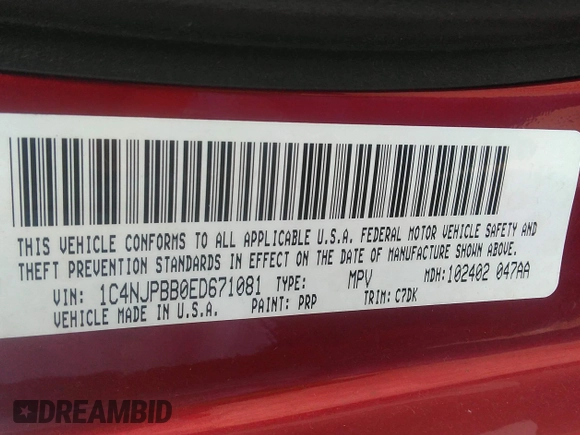 THIS VEHICLE CONFORMS TO ALL APPLICABLE U.S.A. FEDERAL MOTOR VEHICLE SAFETY AND
THEFT PREVENTION STANDARDS IN EFFECT ON THE DATE OF MANUFACTURE SHOWN ABOVE.
VIN: 1C4NJPBB0ED671081 TYPE: MPV MDH: 102402 047AA
VEHICLE MADE IN U.S.A. PAINT: PRP TRIM: C7DK
DREAMBID